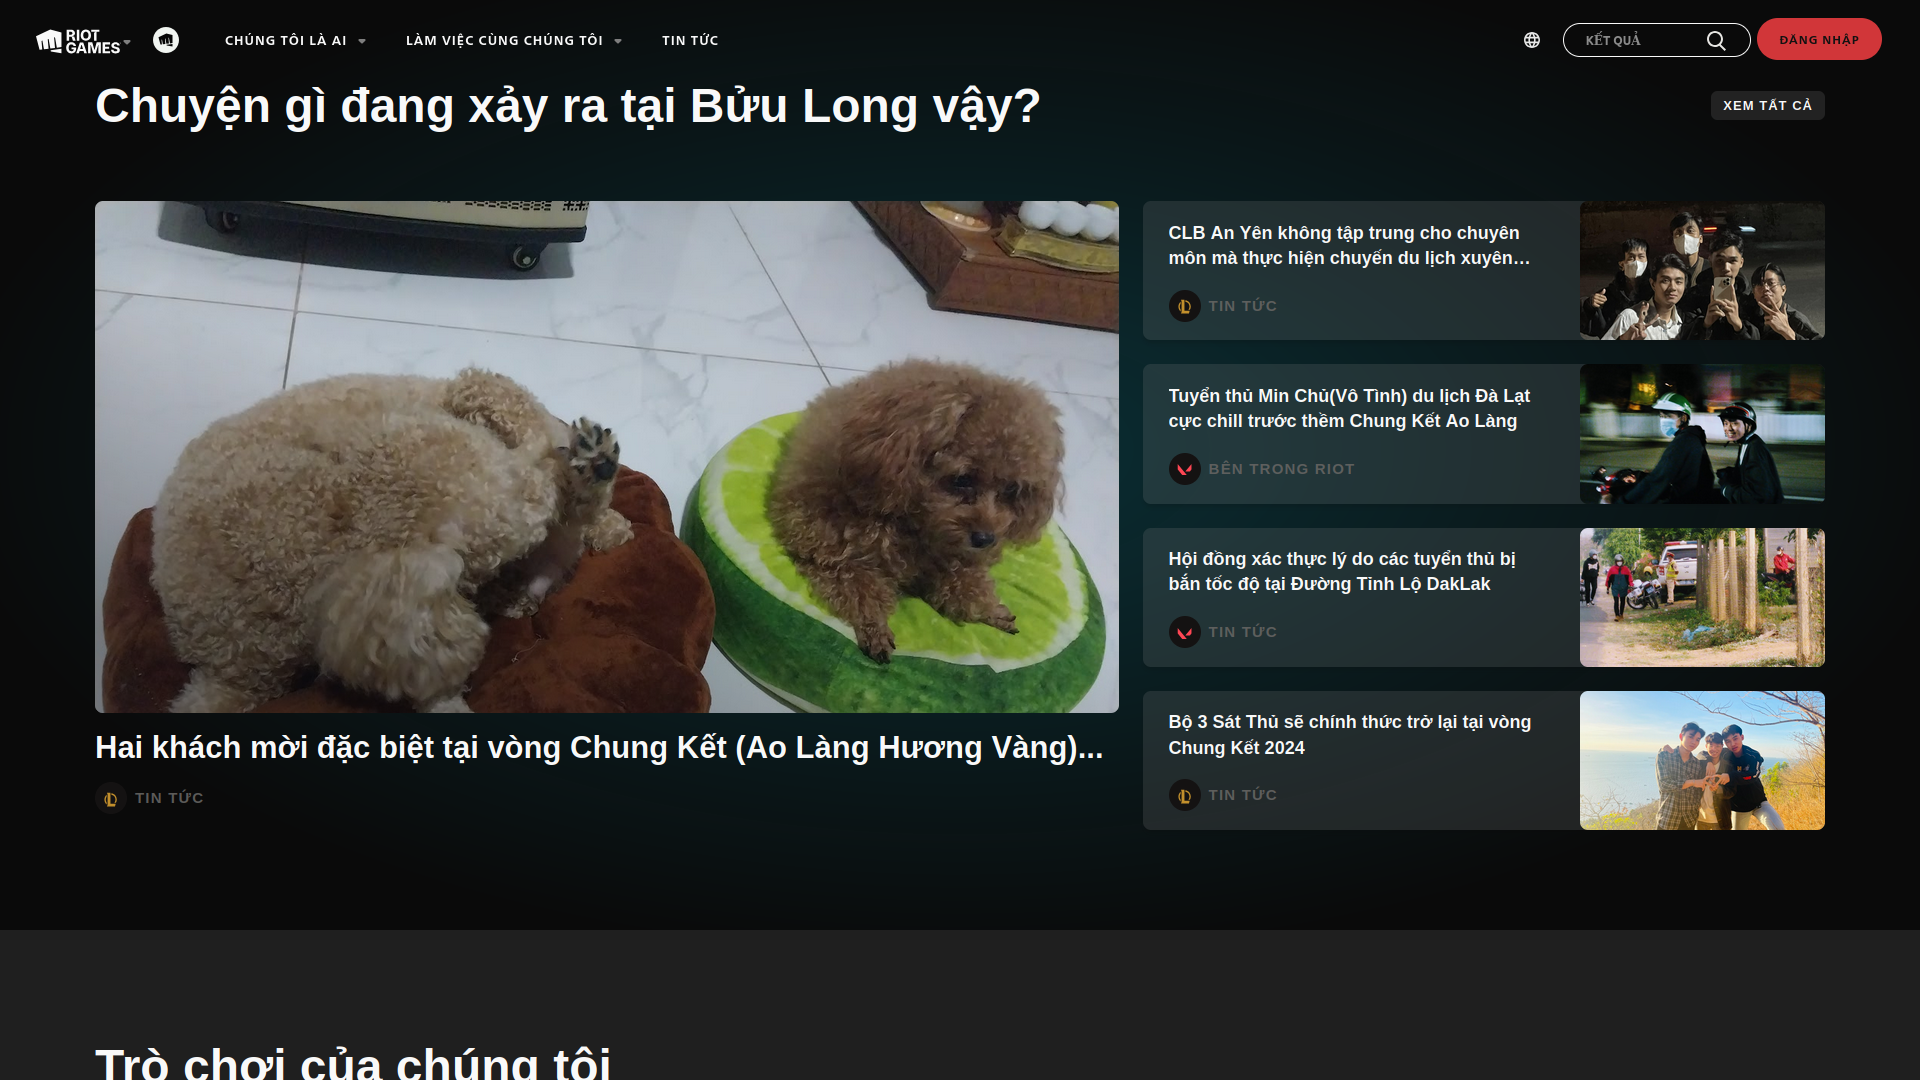 RIOT
GAMES
CHÚNG TÔI LÀ AI
LÀM VIỆC CÙNG CHÚNG TÔI
TIN TỨC
KẾT QUẢ
ĐĂNG NHẬP
Chuyện gì đang xảy ra tại Bửu Long vậy?
XEM TẤT CẢ
Hai khách mời đặc biệt tại vòng Chung Kết (Ao Làng Hương Vàng)...
TIN TỨC
CLB An Yên không tập trung cho chuyên
môn mà thực hiện chuyến du lịch xuyên...
TIN TỨC
Tuyển thủ Min Chủ(Vô Tình) du lịch Đà Lạt
cực chill trước thềm Chung Kết Ao Làng
BÊN TRONG RIOT
Hội đồng xác thực lý do các tuyển thủ bị
bắn tốc độ tại Đường Tỉnh Lộ DakLak
TIN TỨC
Bộ 3 Sát Thủ sẽ chính thức trở lại tại vòng
Chung Kết 2024
TIN TỨC
Trò chơi của chúng tôi